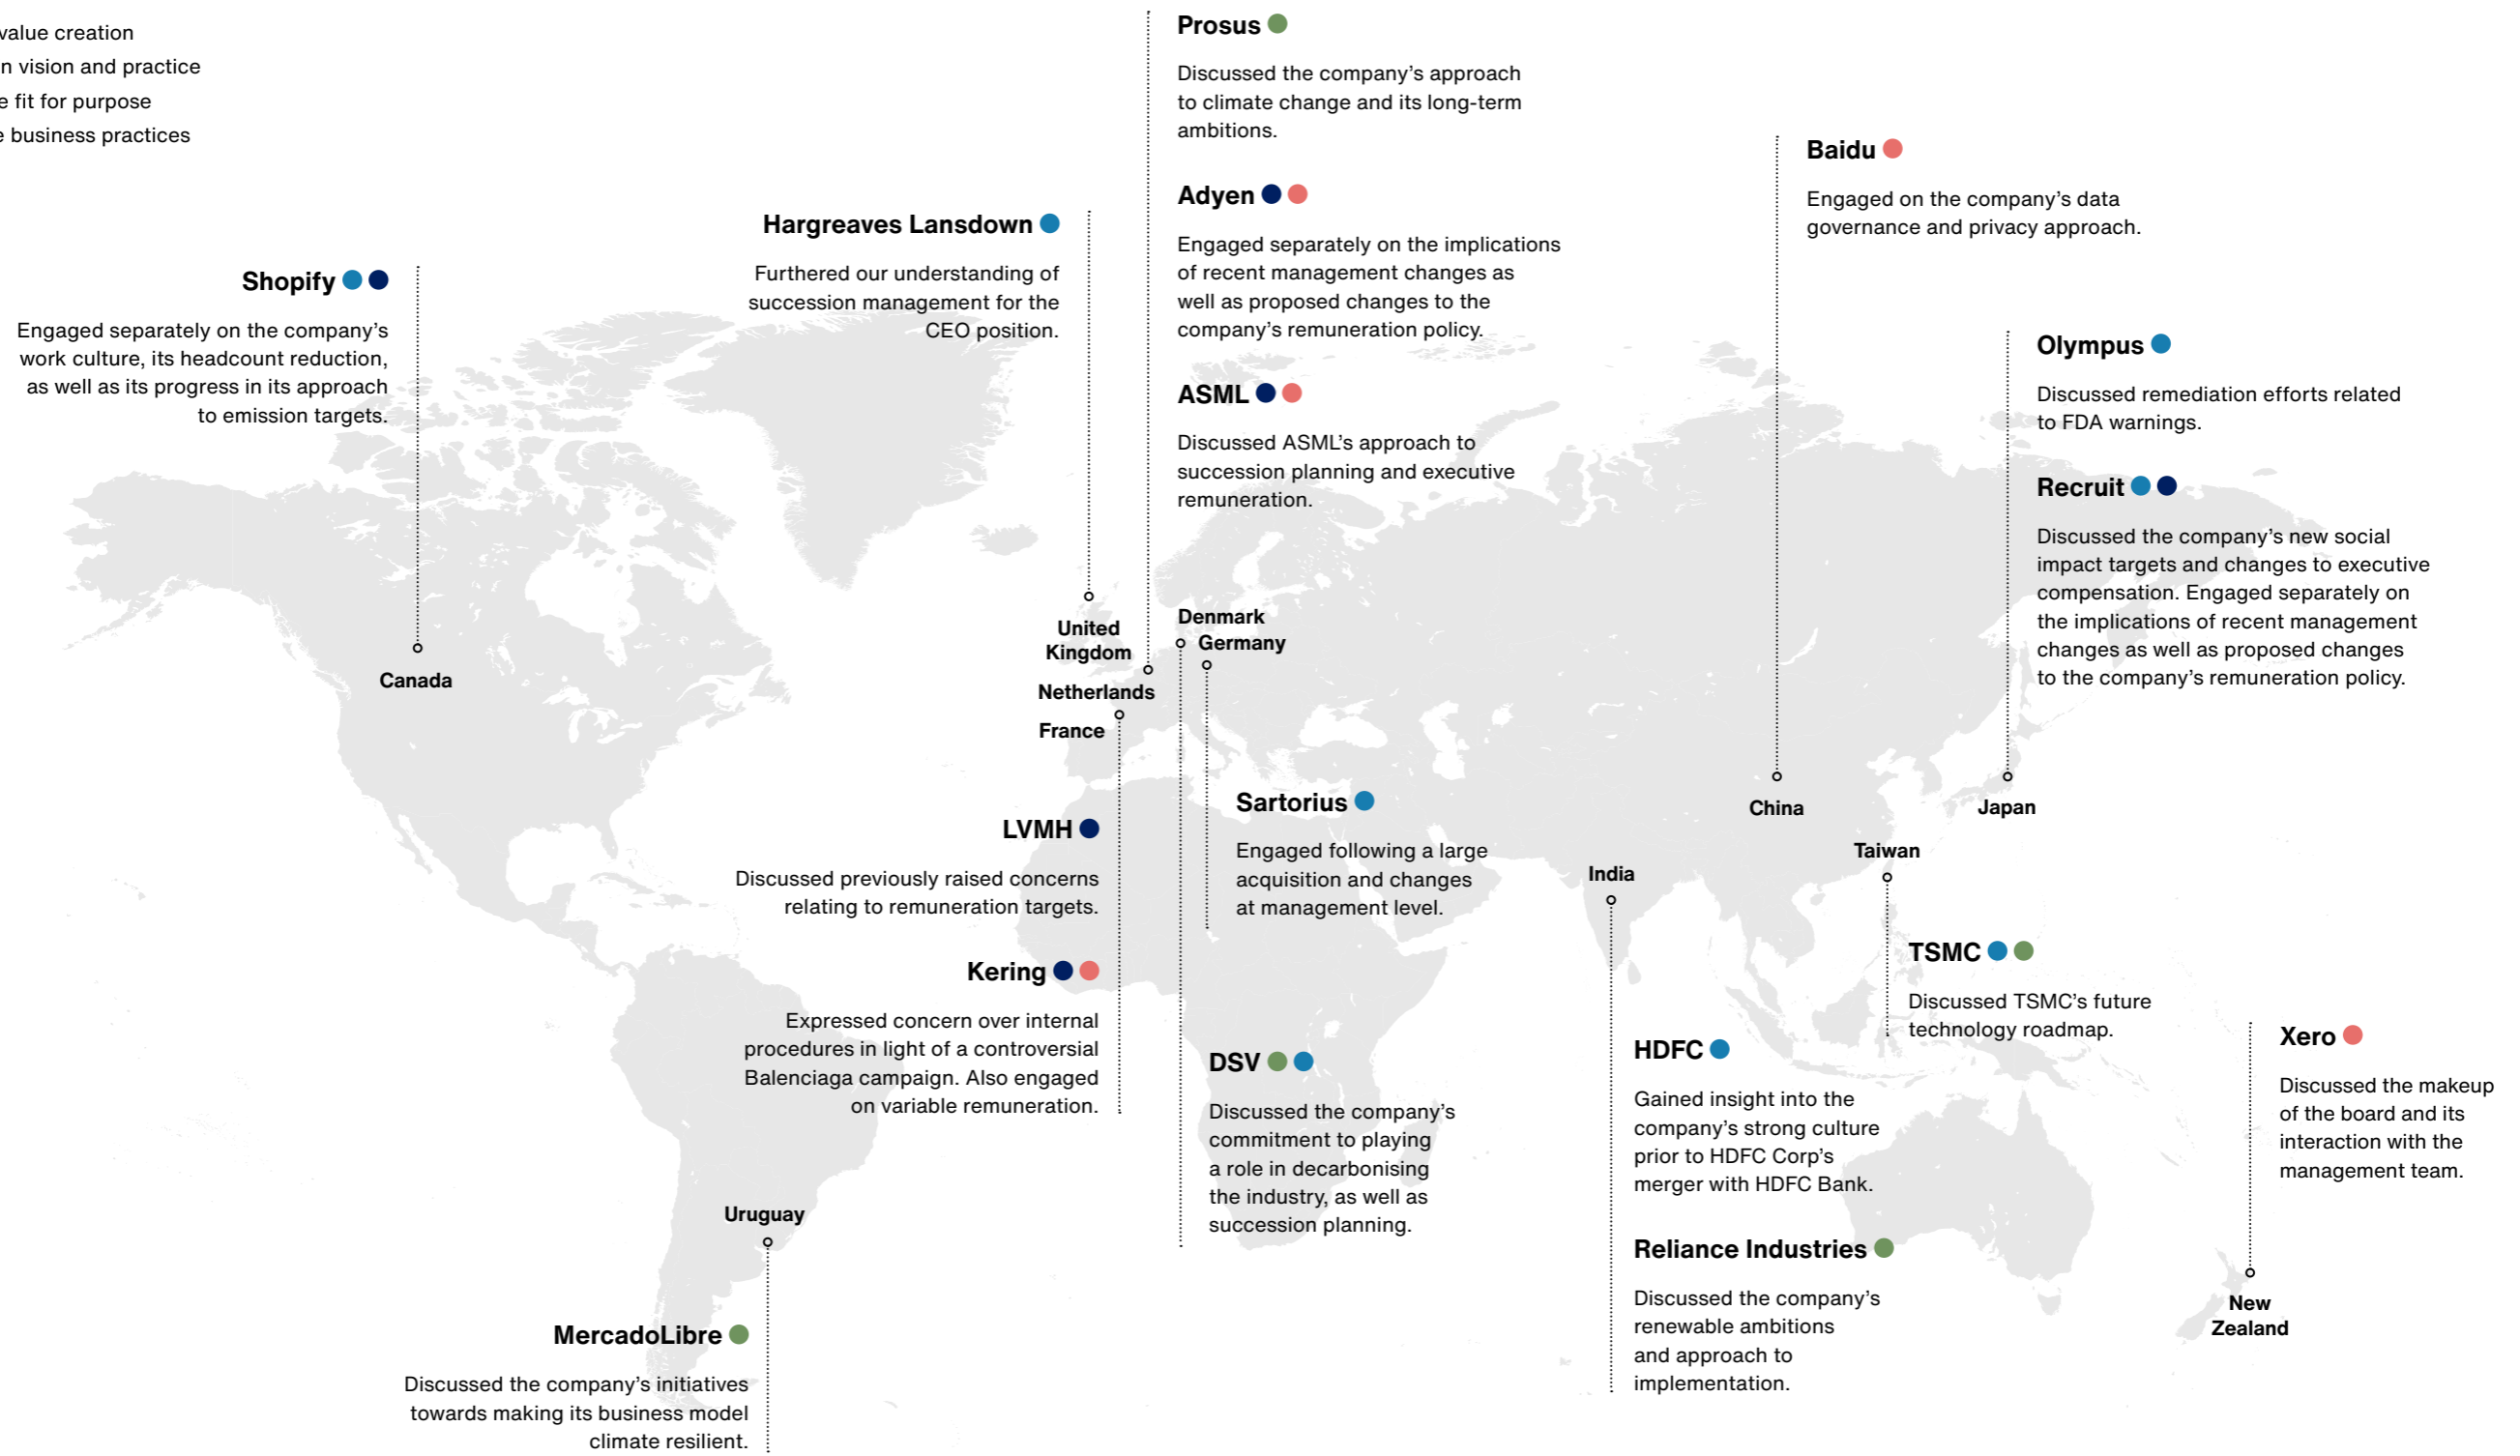 value creation
n vision and practice
e fit for purpose
e business practices
Shopify
Engaged separately on the company's
work culture, its headcount reduction,
as well as its progress in its approach
to emission targets.
Canada
Hargreaves Lansdown
Furthered our understanding of
succession management for the
CEO position.
United
Kingdom
Prosus
Discussed the company's approach
to climate change and its long-term
ambitions.
Adyen
Engaged separately on the implications
of recent management changes as
well as proposed changes to the
company's remuneration policy.
ASML
Discussed ASML's approach to
succession planning and executive
remuneration.
Netherlands
Baidu
Engaged on the company's data
governance and privacy approach.
China
Olympus
Discussed remediation efforts related
to FDA warnings.
Recruit
Discussed the company's new social
impact targets and changes to executive
compensation. Engaged separately on
the implications of recent management
changes as well as proposed changes
to the company's remuneration policy.
Japan
France
LVMH
Discussed previously raised concerns
relating to remuneration targets.
Kering
Expressed concern over internal
procedures in light of a controversial
Balenciaga campaign. Also engaged
on variable remuneration.
Denmark
Germany
Sartorius
Engaged following a large
acquisition and changes
at management level.
DSV
Discussed the company's
commitment to playing
a role in decarbonising
the industry, as well as
succession planning.
India
HDFC
Gained insight into the
company's strong culture
prior to HDFC Corp's
merger with HDFC Bank.
Reliance Industries
Discussed the company's
renewable ambitions
and approach to
implementation.
Taiwan
TSMC
Discussed TSMC's future
technology roadmap.
Xero
Discussed the makeup
of the board and its
interaction with the
management team.
New
Zealand
Uruguay
MercadoLibre
Discussed the company's initiatives
towards making its business model
climate resilient.